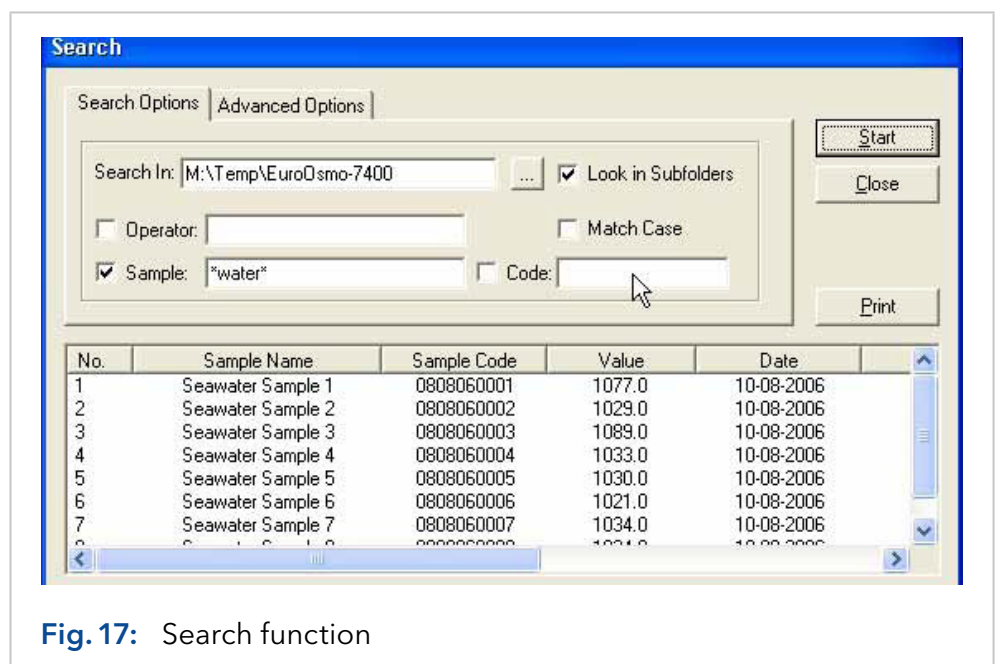 Search
Search Options Advanced Options
Start
Search In: M:\Temp\EuroOsmo-7400 ... Look in Subfolders
Close
Operator: Match Case
Sample: *water* Code:
Print
No. Sample Name Sample Code Value Date
1 Seawater Sample 1 0808060001 1077.0 10-08-2006
2 Seawater Sample 2 0808060002 1029.0 10-08-2006
3 Seawater Sample 3 0808060003 1089.0 10-08-2006
4 Seawater Sample 4 0808060004 1033.0 10-08-2006
5 Seawater Sample 5 0808060005 1030.0 10-08-2006
6 Seawater Sample 6 0808060006 1021.0 10-08-2006
7 Seawater Sample 7 0808060007 1034.0 10-08-2006
Fig. 17: Search function